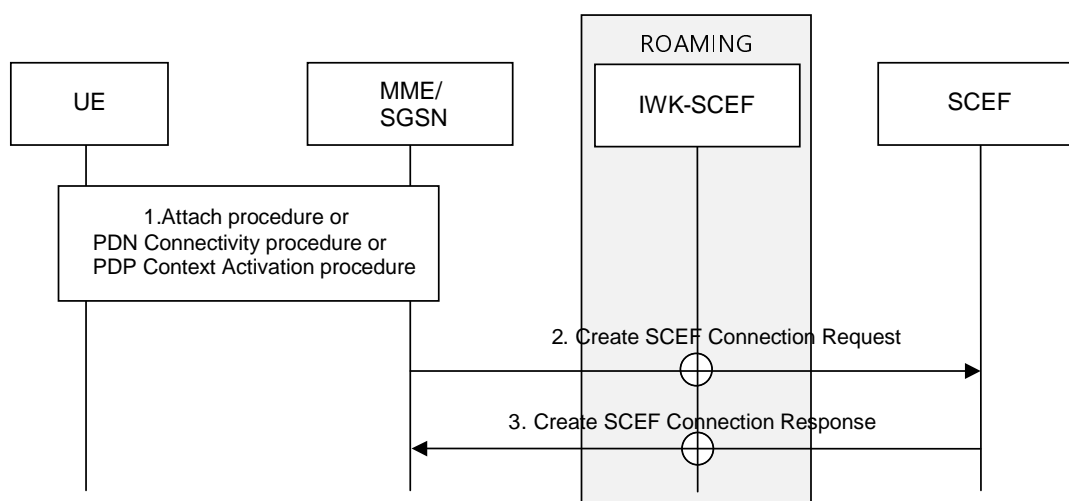 ROAMING
UE
MME/
SGSN
IWK-SCEF
SCEF
1.Attach procedure or
PDN Connectivity procedure or
PDP Context Activation procedure
2. Create SCEF Connection Request
3. Create SCEF Connection Response